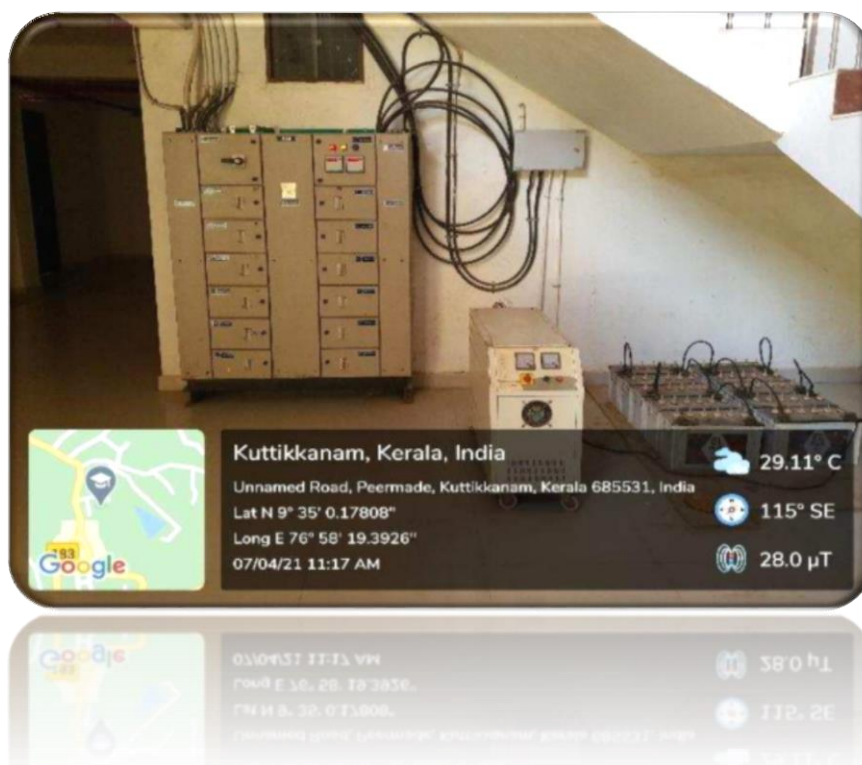 Kuttikkanam, Kerala, India
Unnamed Road, Peermade, Kuttikkanam, Kerala 685531, India
Lat N 9° 35' 0.17808"
Long E 76° 58' 19.3926"
07/04/21 11:17 AM
29.11° C
115° SE
28.0 µT
183
Google